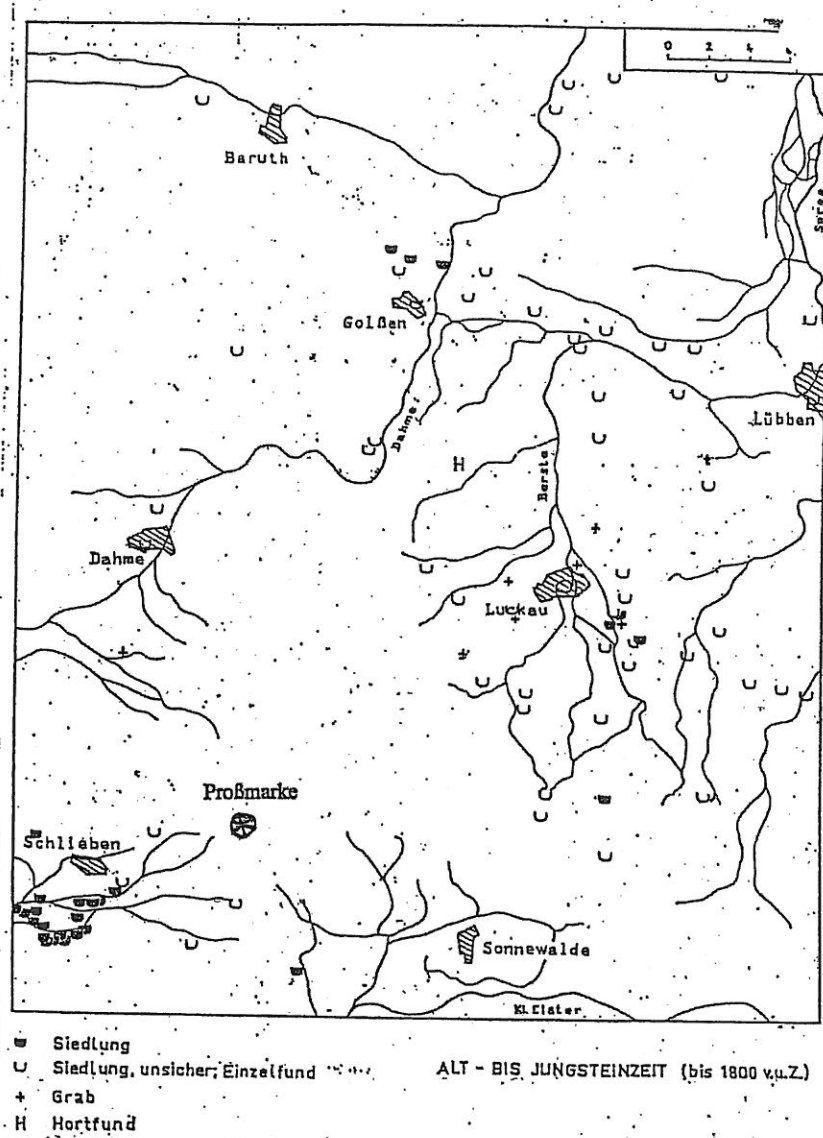 0 2 4 6
Baruth
Spree
Golßen
Dahme
Lübben
H
Berste
Dahme
Luckau
Proßmarke
Schlieben
Sonnewalde
Kl. Elster
Siedlung
Siedlung, unsicher; Einzelfund
ALT - BIS JUNGSTEINZEIT (bis 1800 v.u.Z.)
+ Grab
H Hortfund